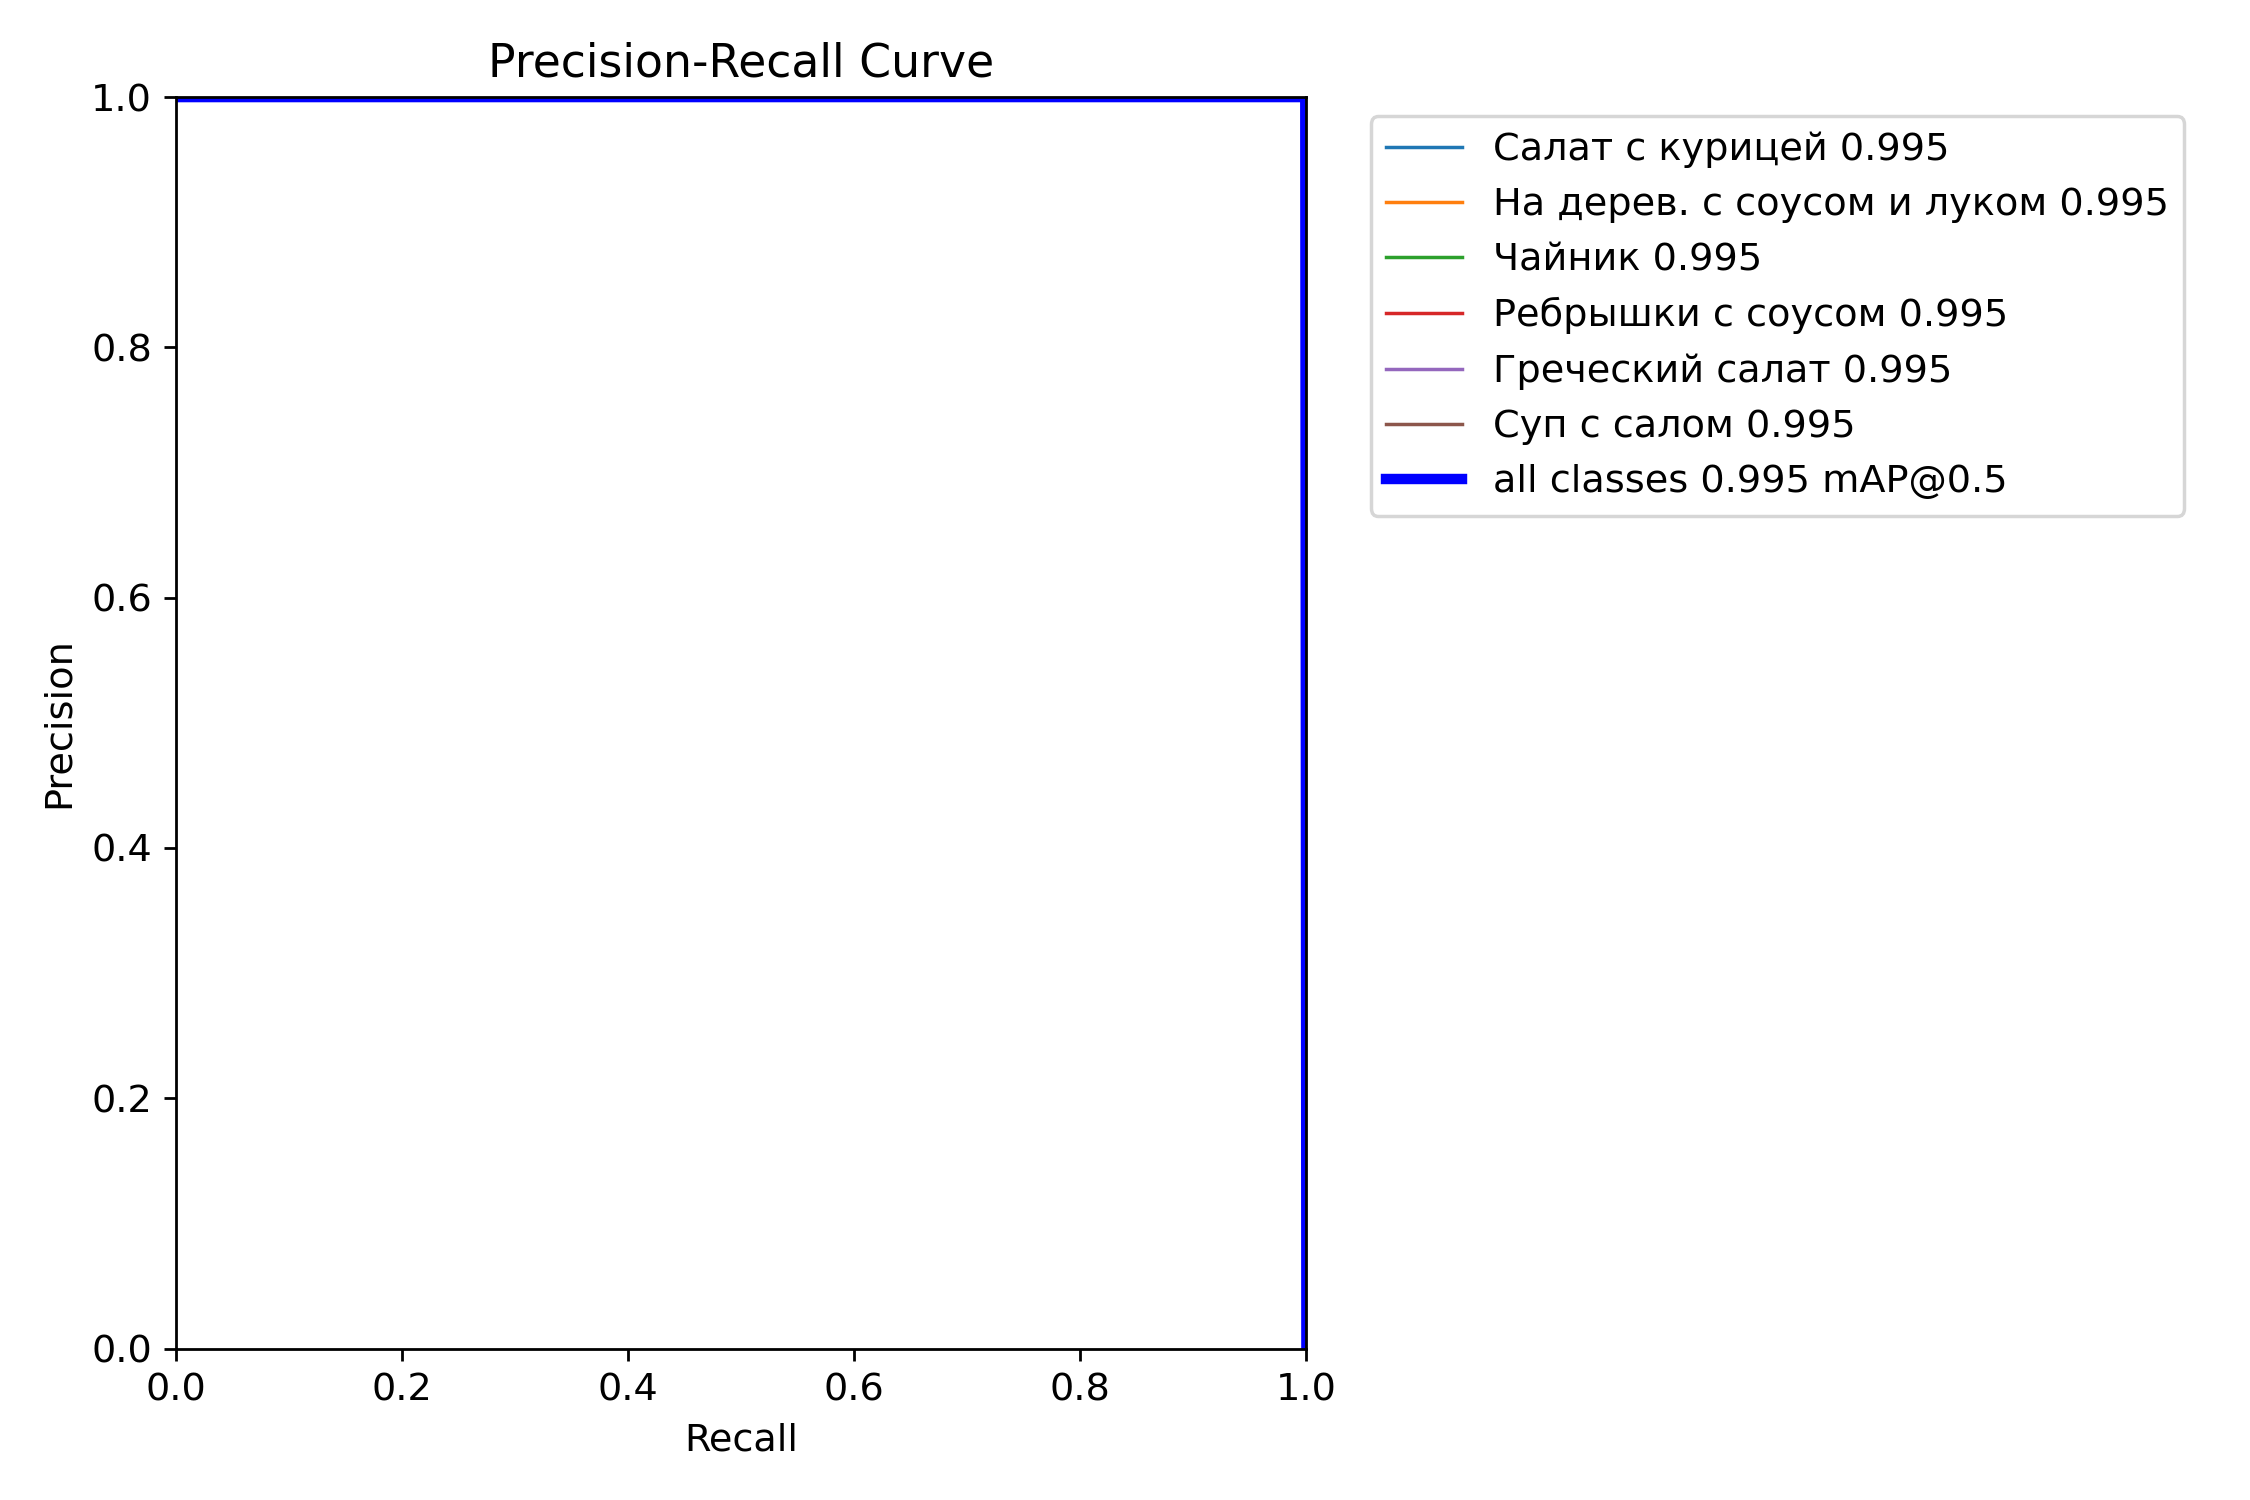 Precision-Recall Curve
1.0
0.8
0.6
0.4
0.2
0.0
Precision
0.0 0.2 0.4 0.6 0.8 1.0
Recall
Салат с курицей 0.995
На дерев. с соусом и луком 0.995
Чайник 0.995
Ребрышки с соусом 0.995
Греческий салат 0.995
Суп с салом 0.995
all classes 0.995 mAP@0.5